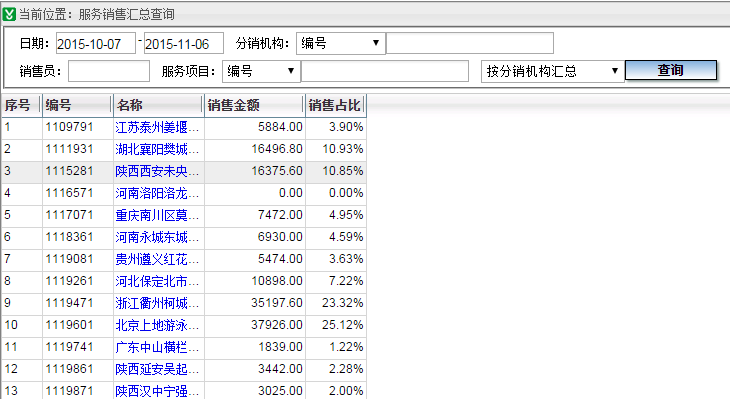 当前位置：服务销售汇总查询
日期： 2015-10-07 - 2015-11-06 分销机构： 编号
销售员： 服务项目： 编号 按分销机构汇总 查询
序号 编号 名称 销售金额 销售占比
1 1109791 江苏泰州姜堰... 5884.00 3.90%
2 1111931 湖北襄阳樊城... 16496.80 10.93%
3 1115281 陕西西安未央... 16375.60 10.85%
4 1116571 河南洛阳洛龙... 0.00 0.00%
5 1117071 重庆南川区莫... 7472.00 4.95%
6 1118361 河南永城东城... 6930.00 4.59%
7 1119081 贵州遵义红花... 5474.00 3.63%
8 1119261 河北保定北市... 10898.00 7.22%
9 1119471 浙江衢州柯城... 35197.60 23.32%
10 1119601 北京上地游泳... 37926.00 25.12%
11 1119741 广东中山横栏... 1839.00 1.22%
12 1119861 陕西延安吴起... 3442.00 2.28%
13 1119871 陕西汉中宁强... 3025.00 2.00%